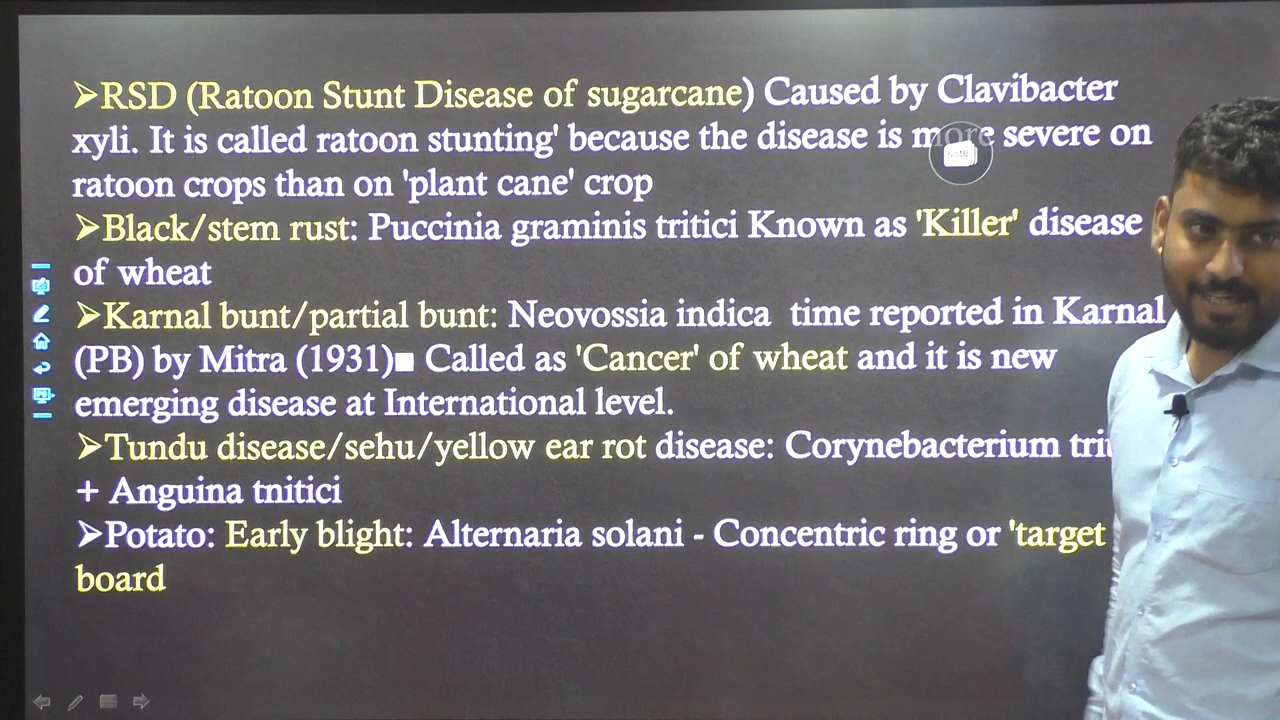 ➢RSD (Ratoon Stunt Disease of sugarcane) Caused by Clavibacter
xyli. It is called ratoon stunting' because the disease is more severe on
ratoon crops than on 'plant cane' crop
➢Black/stem rust: Puccinia graminis tritici Known as 'Killer' disease
of wheat
➢Karnal bunt/partial bunt: Neovossia indica time reported in Karnal
(PB) by Mitra (1931)■ Called as 'Cancer' of wheat and it is new
emerging disease at International level.
➢Tundu disease/sehu/yellow ear rot disease: Corynebacterium
+ Anguina tnitici
➢Potato: Early blight: Alternaria solani - Concentric ring or 'target
board